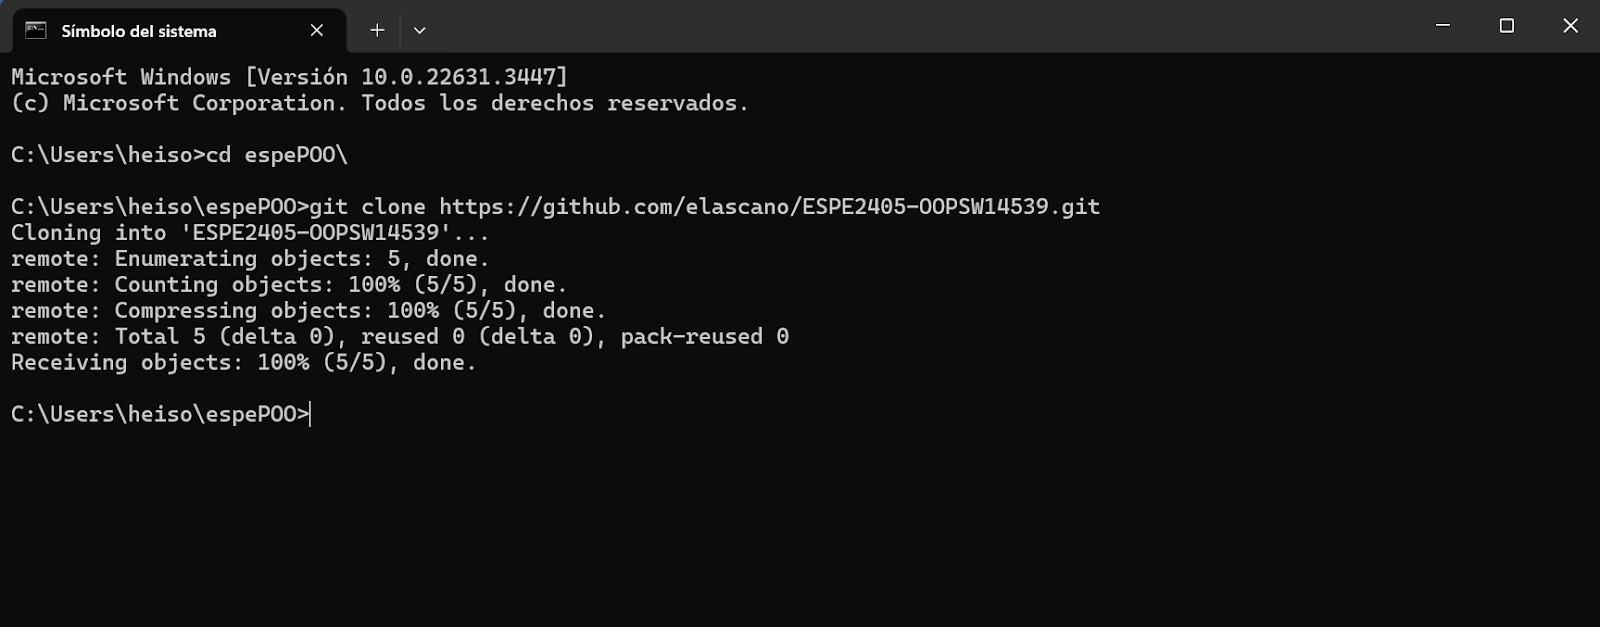 Símbolo del sistema
Microsoft Windows [Versión 10.0.22631.3447]
(c) Microsoft Corporation. Todos los derechos reservados.
C:\Users\heiso>cd espePOO\
C:\Users\heiso\espePOO>git clone https://github.com/elascano/ESPE2405-OOPSW14539.git
Cloning into 'ESPE2405-OOPSW14539'...
remote: Enumerating objects: 5, done.
remote: Counting objects: 100% (5/5), done.
remote: Compressing objects: 100% (5/5), done.
remote: Total 5 (delta 0), reused 0 (delta 0), pack-reused 0
Receiving objects: 100% (5/5), done.
C:\Users\heiso\espePOO>